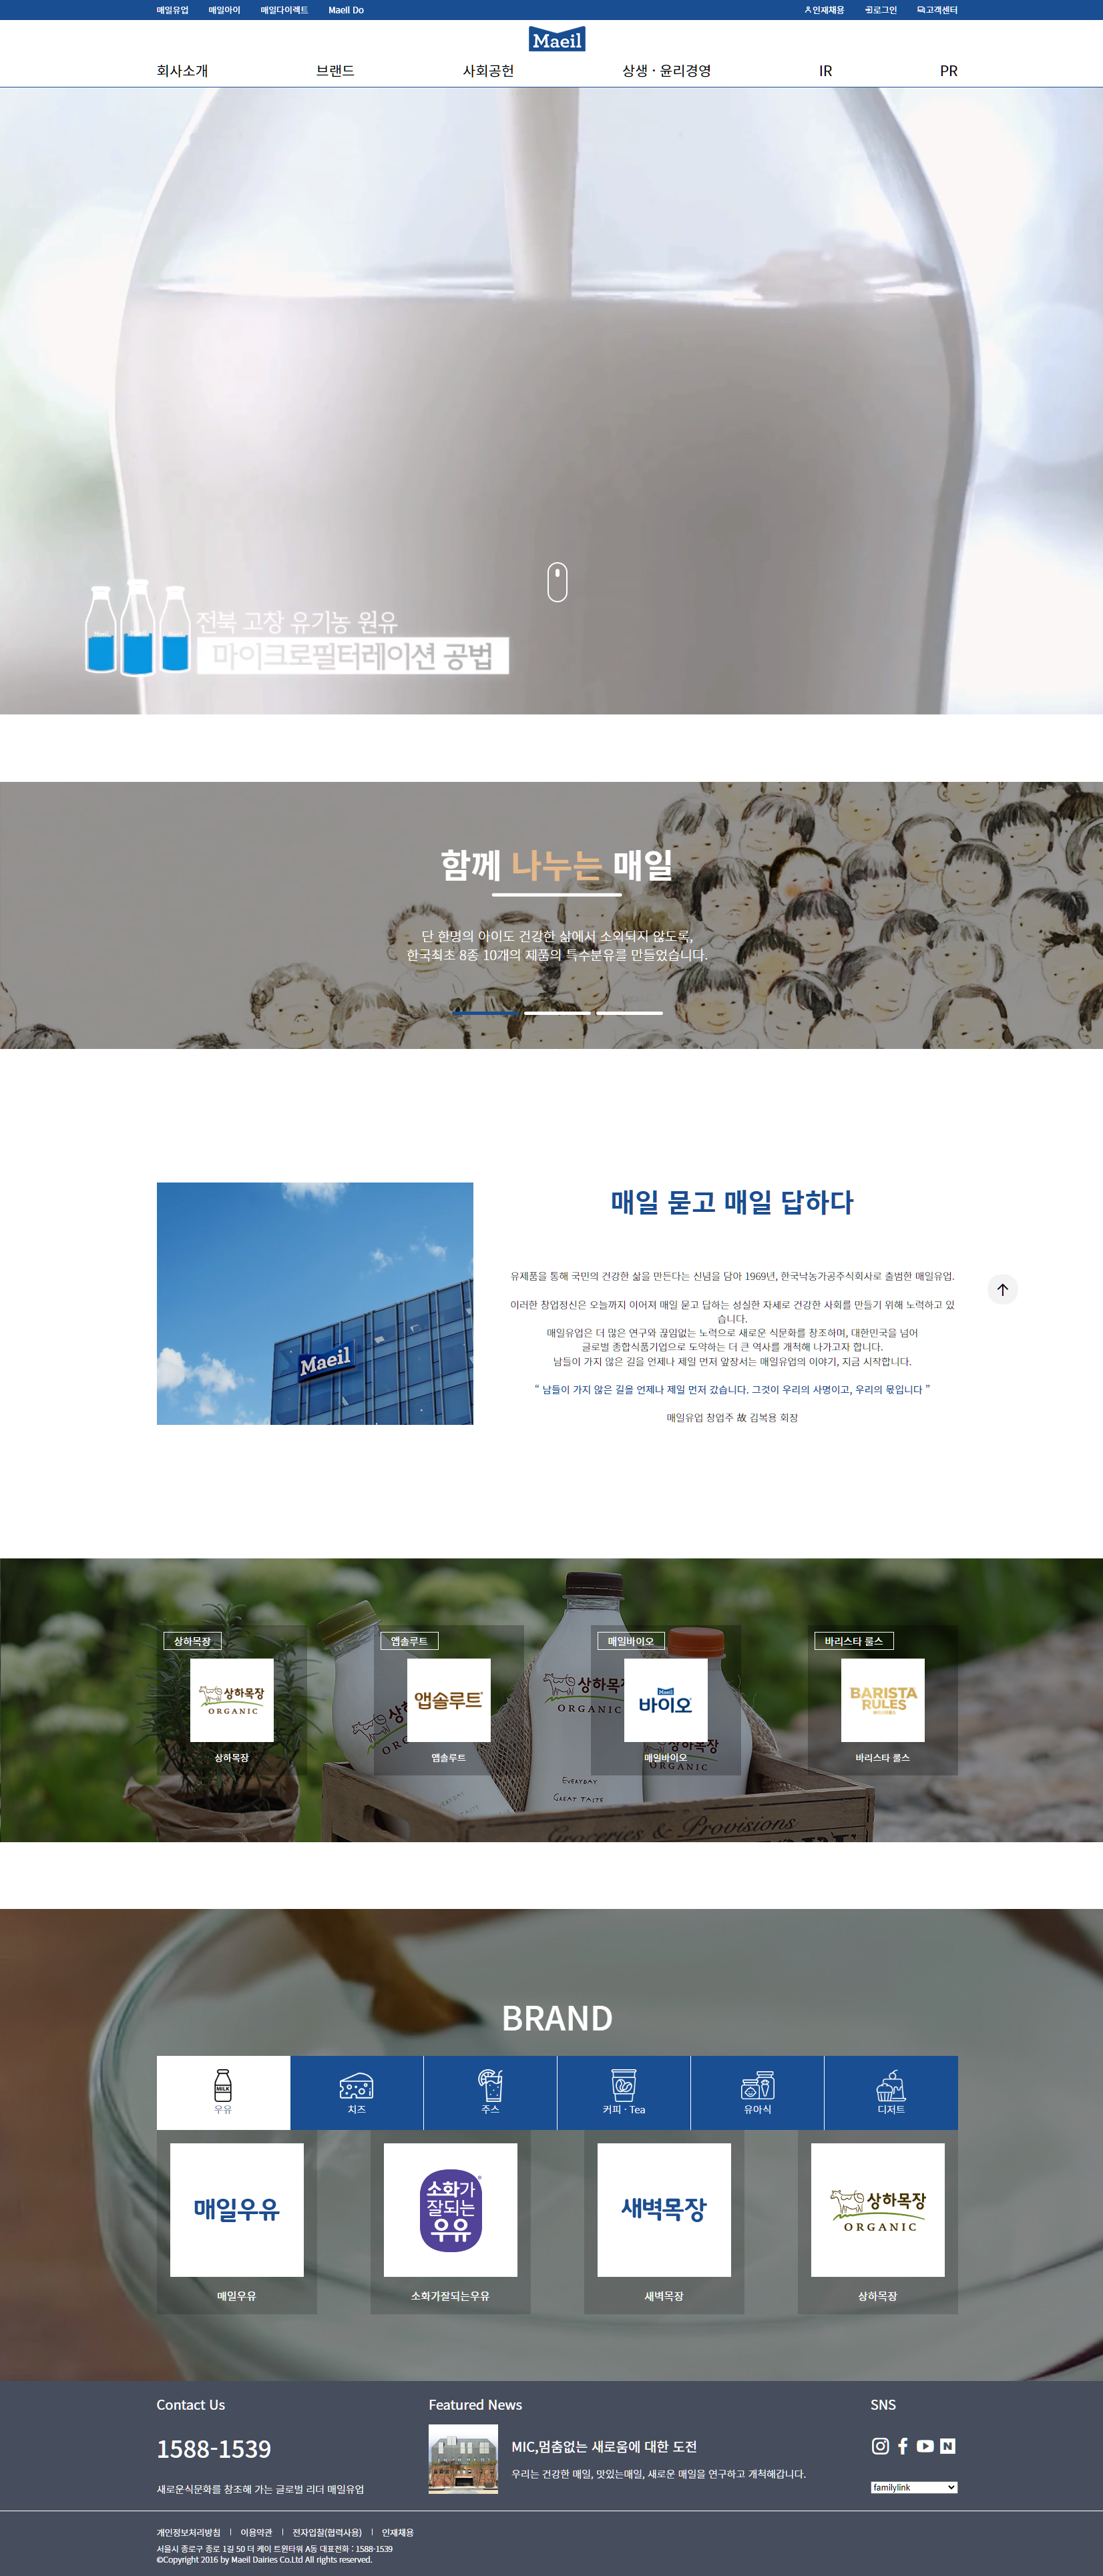 매일유업 매일아이 매일다이렉트 Maeil Do 인재채용 로그인 고객센터
Maeil
회사소개 브랜드 사회공헌 상생 · 윤리경영 IR PR
전북 고창 유기농 원유
마이크로필터레이션 공법
함께 나누는 매일
단 한명의 아이도 건강한 삶에서 소외되지 않도록,
한국최초 8종 10개의 제품의 특수분유를 만들었습니다.
매일 묻고 매일 답하다
Maeil
유제품을 통해 국민의 건강한 삶을 만든다는 신념을 담아 1969년, 한국낙농가공주식회사로 출범한 매일유업.
이러한 창업정신은 오늘까지 이어져 매일 묻고 답하는 성실한 자세로 건강한 사회를 만들기 위해 노력하고 있
습니다.
매일유업은 더 많은 연구와 끊임없는 노력으로 새로운 식문화를 창조하며, 대한민국을 넘어
글로벌 종합식품기업으로 도약하는 더 큰 역사를 개척해 나가고자 합니다.
남들이 가지 않은 길을 언제나 제일 먼저 앞장서는 매일유업의 이야기, 지금 시작합니다.
“ 남들이 가지 않은 길을 언제나 제일 먼저 갔습니다. 그것이 우리의 사명이고, 우리의 몫입니다 ”
매일유업 창업주 故 김복용 회장
상하목장 앱솔루트 매일바이오 바리스타 룰스
상하목장
ORGANIC
앱솔루트
Maeil
바이오
BARISTA
RULES
바리스타룰스
상하목장 앱솔루트 매일바이오 바리스타 룰스
상하목장
ORGANIC
EVERYDAY
GREAT TASTE
Groceries & Provisions
BRAND
MILK
우유 치즈 주스 커피 · Tea 유아식 디저트
매일우유
소화가
잘되는
우유
새벽목장
상하목장
ORGANIC
매일우유 소화가잘되는우유 새벽목장 상하목장
Contact Us Featured News SNS
1588-1539
새로운식문화를 창조해 가는 글로벌 리더 매일유업
MIC,멈춤없는 새로움에 대한 도전
우리는 건강한 매일, 맛있는매일, 새로운 매일을 연구하고 개척해갑니다.
familylink
개인정보처리방침 | 이용약관 | 전자입찰(협력사용) | 인재채용
서울시 종로구 종로 1길 50 더 케이 트윈타워 A동 대표전화 : 1588-1539
©Copyright 2016 by Maeil Dairies Co.Ltd All rights reserved.